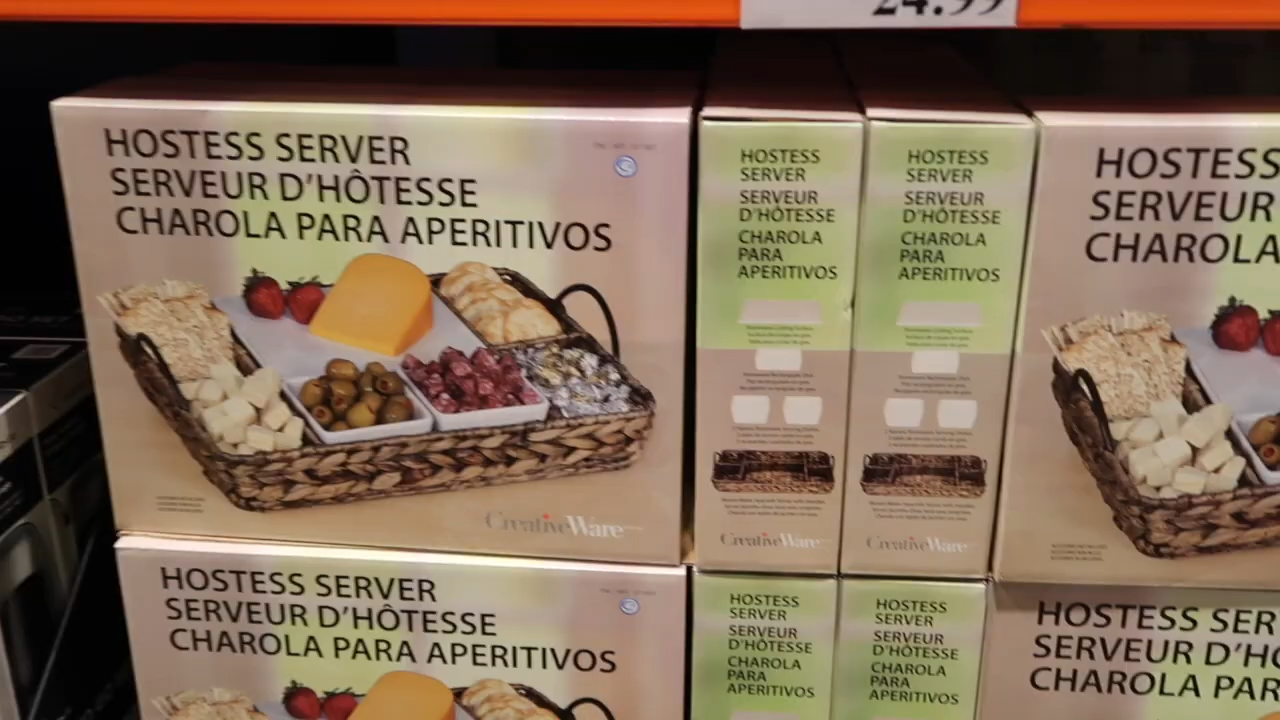 24.99
HOSTESS SERVER
SERVEUR D'HÔTESSE
CHAROLA PARA APERITIVOS
CreativeWare
HOSTESS
SERVER
SERVEUR
D'HÔTESSE
CHAROLA
PARA
APERITIVOS
CreativeWare
HOSTESS
SERVER
SERVEUR
D'HÔTESSE
CHAROLA
PARA
APERITIVOS
CreativeWare
HOSTESS
SERVEUR
CHAROLA
HOSTESS SERVER
SERVEUR D'HÔTESSE
CHAROLA PARA APERITIVOS
HOSTESS
SERVER
SERVEUR
D'HÔTESSE
CHAROLA
PARA
APERITIVOS
HOSTESS
SERVER
SERVEUR
D'HÔTESSE
CHAROLA
PARA
APERITIVOS
HOSTESS SER
SERVEUR D'H
CHAROLA PAR